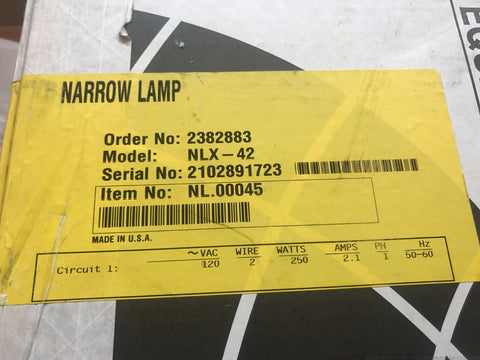 NARROW LAMP
Order No: 2382883
Model: NLX-42
Serial No: 2102891723
Item No: NL.00045
MADE IN U.S.A.
~VAC WIRE WATTS AMPS PH Hz
Circuit 1: 120 2 250 2.1 1 50-60